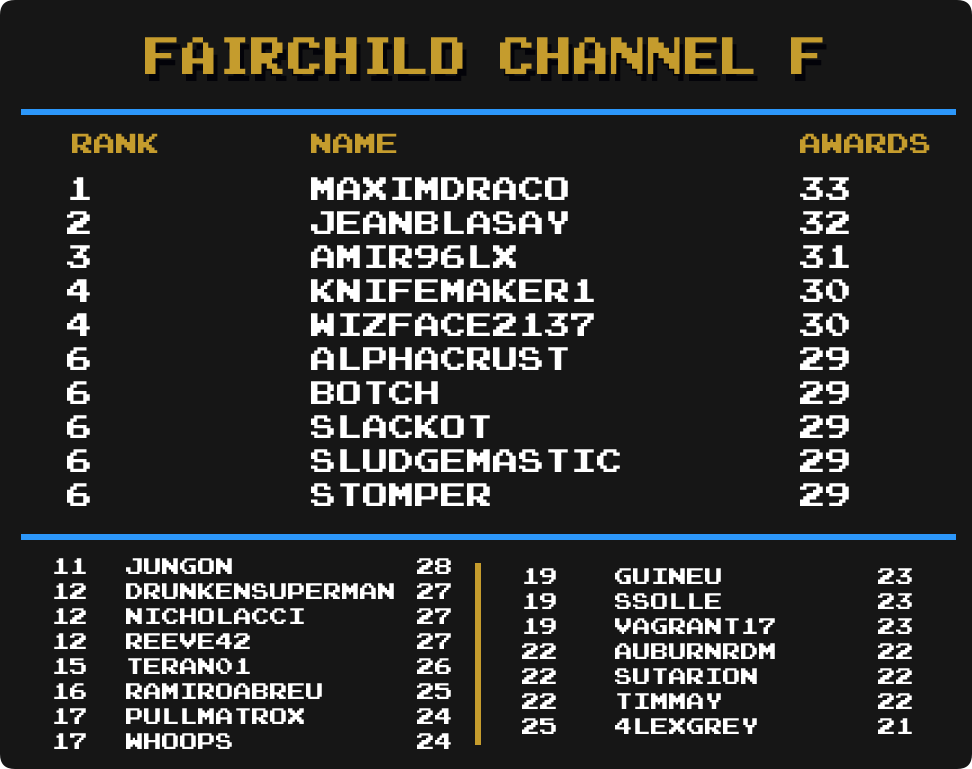 FAIRCHILD CHANNEL F
RANK NAME AWARDS
1 MAXIMDRACO 33
2 JEANBLASAY 32
3 AMIR96LX 31
4 KNIFEMAKER1 30
4 WIZFACE2137 30
6 ALPHACRUST 29
6 BOTCH 29
6 SLACKOT 29
6 SLUDGEMASTIC 29
6 STOMPER 29
11 JUNGON 28
12 DRUNKENSUPERMAN 27
12 NICHOLACCI 27
12 REEVE42 27
15 TERAN01 26
16 RAMIROABREU 25
17 PULLMATROX 24
17 WHOOPS 24
19 GUINEU 23
19 SSOLLE 23
19 VAGRANT17 23
22 AUBURNRDM 22
22 SUTARION 22
22 TIMMAY 22
25 4LEXGREY 21